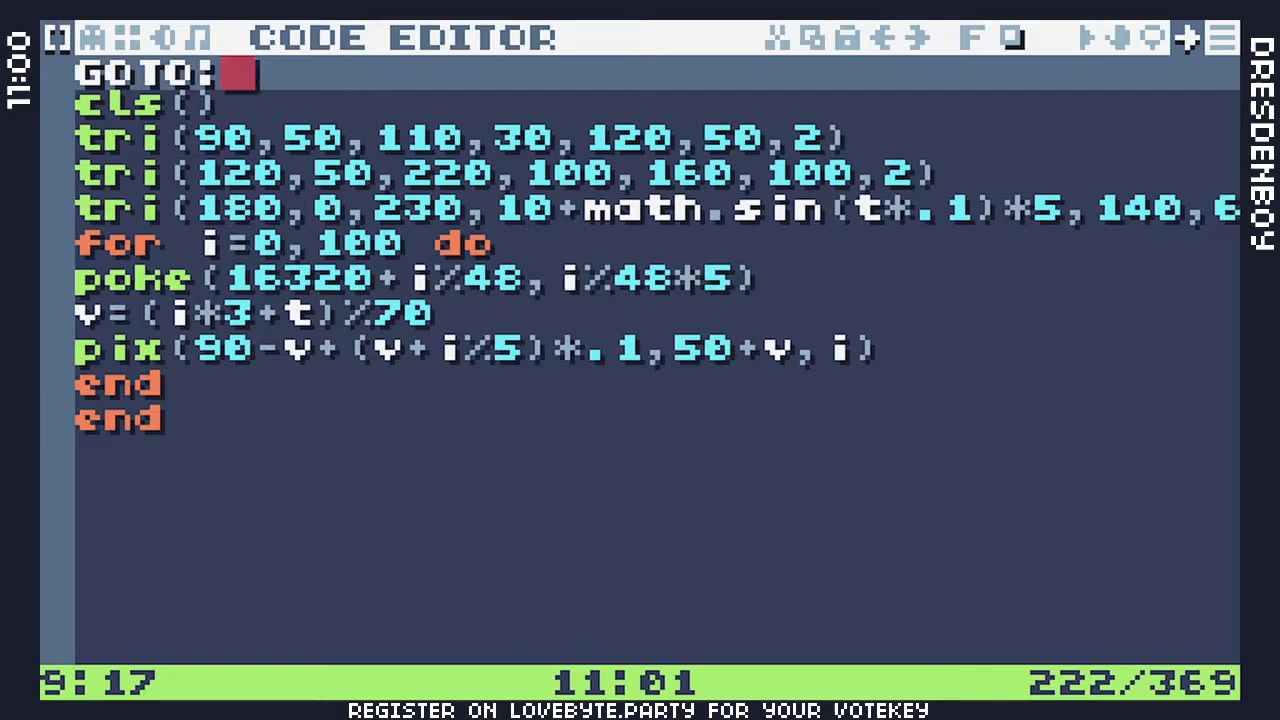 CODE EDITOR
F
GOTO:
cls()
tri(90,50,110,30,120,50,2)
tri(120,50,220,100,160,100,2)
tri(180,0,230,10+math.sin(t*.1)*5,140,6
for i=0,100 do
poke(16320+i%48,i%48*5)
v=(i*3+t)%70
pix(90-v+(v+i%5)*.1,50+v,i)
end
end
9:17 11:01 222/369
REGISTER ON LOVEBYTE.PARTY FOR YOUR VOTEKEY
11:00
DRESDENBOY